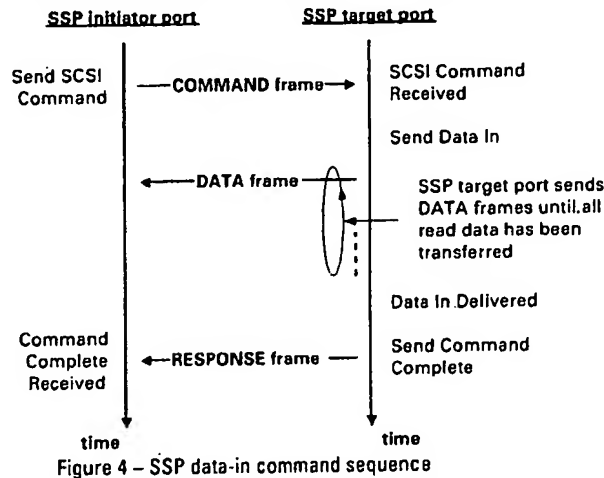 SSP initiator port
SSP target port
Send SCSI
Command
COMMAND frame
SCSI Command
Received
Send Data In
DATA frame
SSP target port sends
DATA frames until.all
read data has been
transferred
Data In.Delivered
Command
Complete
Received
RESPONSE frame
Send Command
Complete
time
time
Figure 4 – SSP data-in command sequence